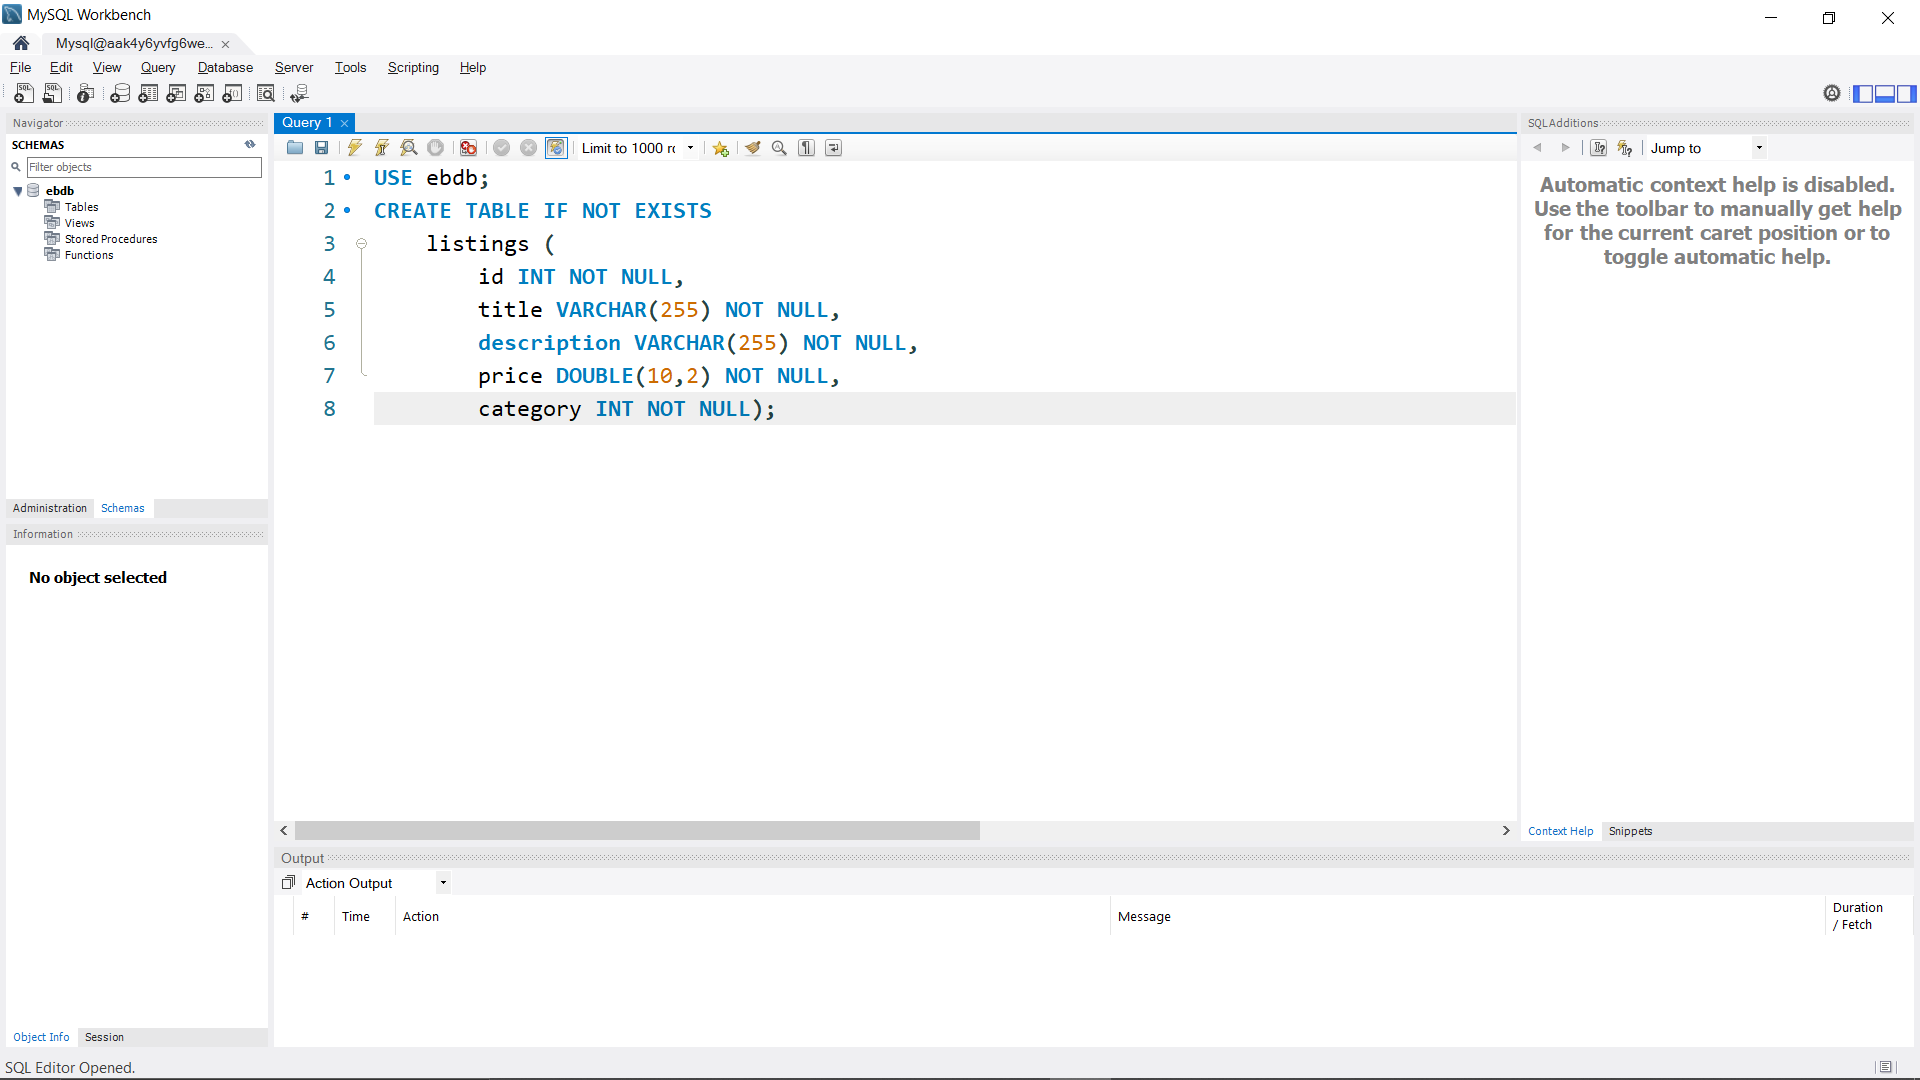 MySQL Workbench
Mysql@aak4y6yvfg6we...
File Edit View Query Database Server Tools Scripting Help
Navigator
SCHEMAS
Filter objects
ebdb
Tables
Views
Stored Procedures
Functions
Administration Schemas
Information
No object selected
Object Info Session
Query 1
Limit to 1000 rc
1 USE ebdb;
2 CREATE TABLE IF NOT EXISTS
3 listings (
4 id INT NOT NULL,
5 title VARCHAR(255) NOT NULL,
6 description VARCHAR(255) NOT NULL,
7 price DOUBLE(10,2) NOT NULL,
8 category INT NOT NULL);
SQLAdditions
Jump to
Automatic context help is disabled.
Use the toolbar to manually get help
for the current caret position or to
toggle automatic help.
Context Help Snippets
Output
Action Output
# Time Action Message Duration
/ Fetch
SQL Editor Opened.